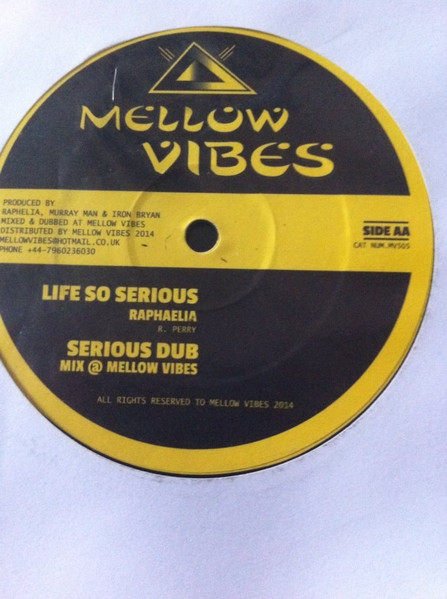 MELLOW
VIBES
PRODUCED BY
RAPHELIA, MURRAY MAN & IRON BRYAN
MIXED & DUBBED AT MELLOW VIBES
DISTRIBUTED BY MELLOW VIBES 2014
MELLOWVIBES@HOTMAIL.CO.UK
PHONE +44-7960236030
SIDE AA
CAT NUM.MV505
LIFE SO SERIOUS
RAPHAELIA
R. PERRY
SERIOUS DUB
MIX @ MELLOW VIBES
ALL RIGHTS RESERVED TO MELLOW VIBES 2014